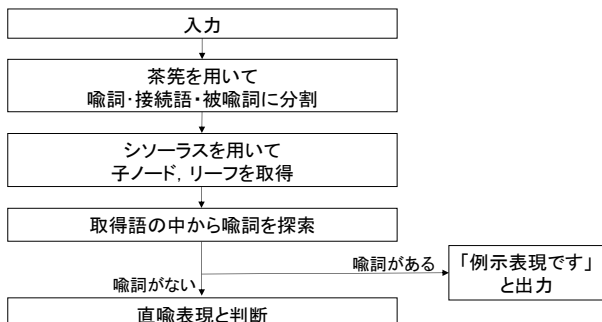 入力
茶筅を用いて
喩詞・接続語・被喩詞に分割
シソーラスを用いて
子ノード，リーフを取得
取得語の中から喩詞を探索
喩詞がある
「例示表現です」
と出力
喩詞がない
直喩表現と判断